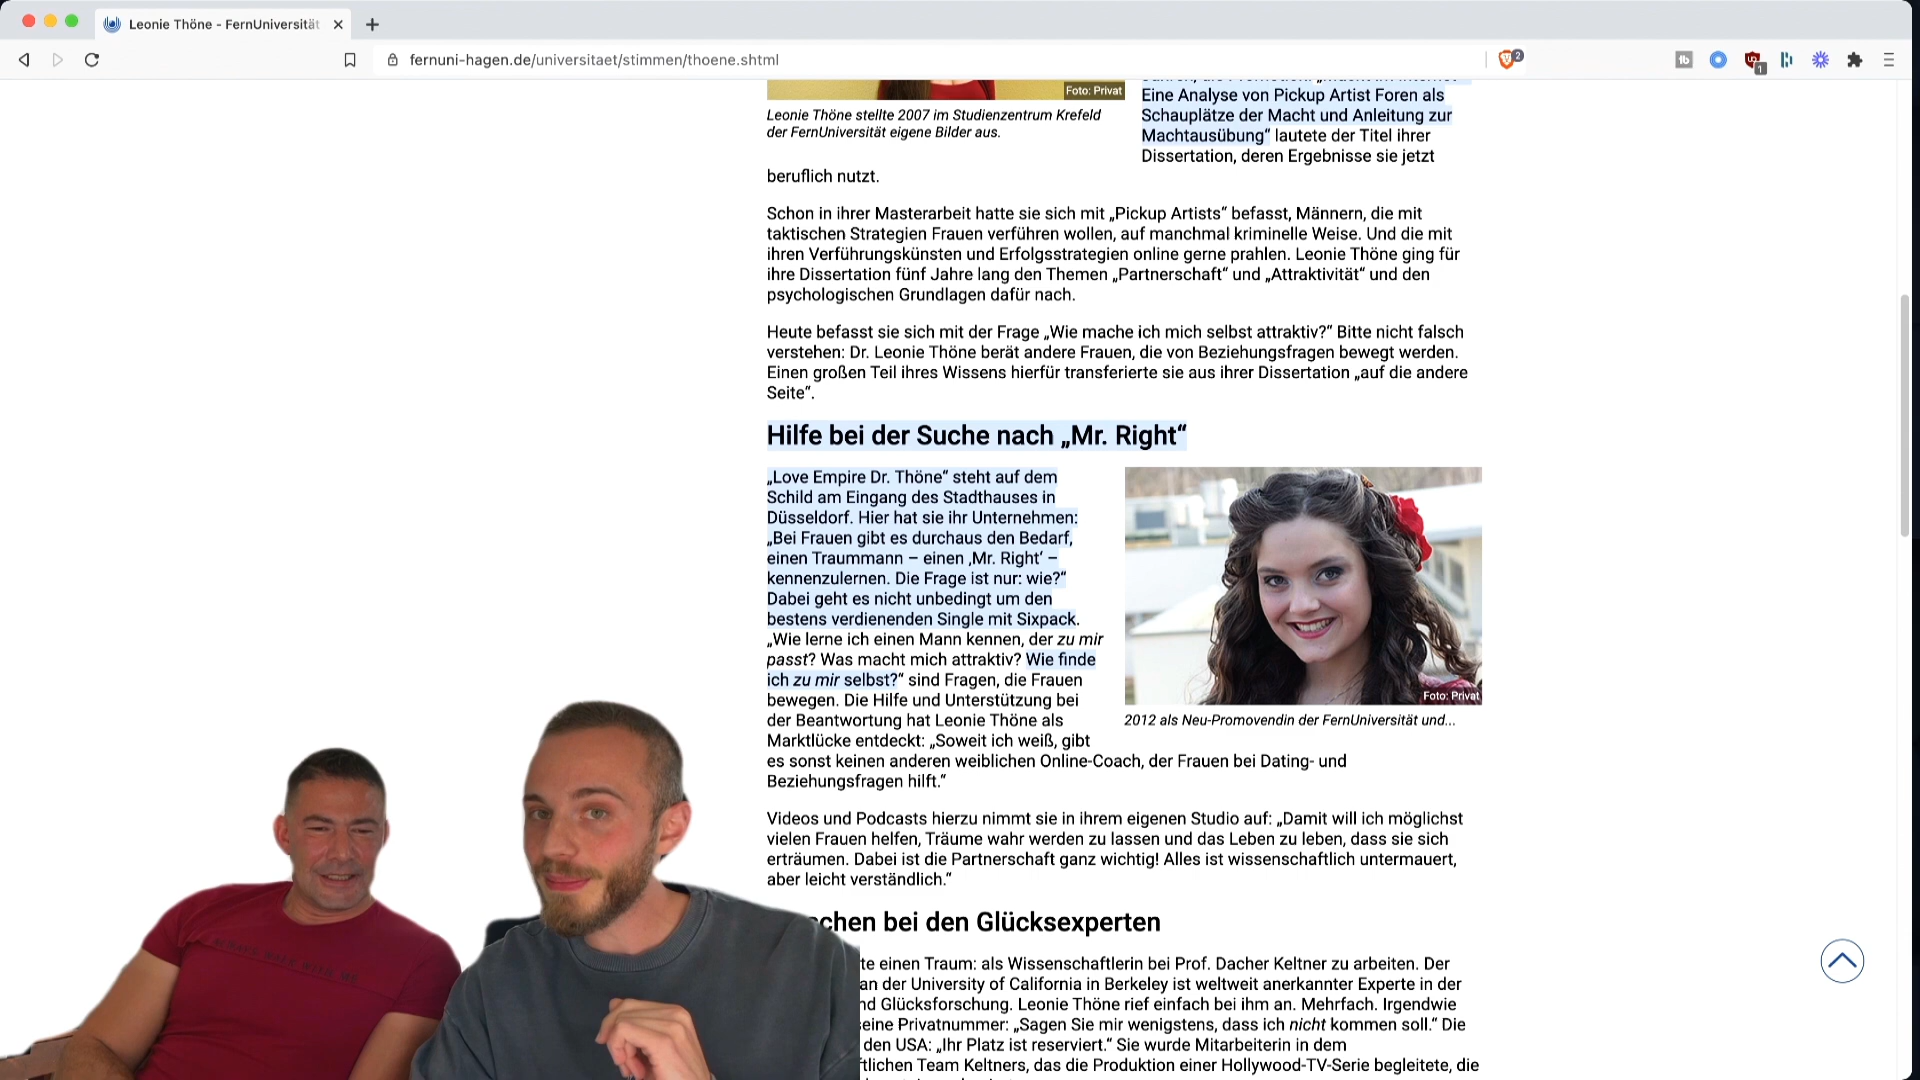 Leonie Thöne - FernUniversität
fernuni-hagen.de/universitaet/stimmen/thoene.shtml
2
1
Foto: Privat
Leonie Thöne stellte 2007 im Studienzentrum Krefeld
der FernUniversität eigene Bilder aus.
Eine Analyse von Pickup Artist Foren als
Schauplätze der Macht und Anleitung zur
Machtausübung“ lautete der Titel ihrer
Dissertation, deren Ergebnisse sie jetzt
beruflich nutzt.
Schon in ihrer Masterarbeit hatte sie sich mit „Pickup Artists“ befasst, Männern, die mit
taktischen Strategien Frauen verführen wollen, auf manchmal kriminelle Weise. Und die mit
ihren Verführungskünsten und Erfolgsstrategien online gerne prahlen. Leonie Thöne ging für
ihre Dissertation fünf Jahre lang den Themen „Partnerschaft“ und „Attraktivität“ und den
psychologischen Grundlagen dafür nach.
Heute befasst sie sich mit der Frage „Wie mache ich mich selbst attraktiv?“ Bitte nicht falsch
verstehen: Dr. Leonie Thöne berät andere Frauen, die von Beziehungsfragen bewegt werden.
Einen großen Teil ihres Wissens hierfür transferierte sie aus ihrer Dissertation „auf die andere
Seite“.
Hilfe bei der Suche nach „Mr. Right“
„Love Empire Dr. Thöne“ steht auf dem
Schild am Eingang des Stadthauses in
Düsseldorf. Hier hat sie ihr Unternehmen:
„Bei Frauen gibt es durchaus den Bedarf,
einen Traummann – einen ‚Mr. Right‘ –
kennenzulernen. Die Frage ist nur: wie?“
Dabei geht es nicht unbedingt um den
bestens verdienenden Single mit Sixpack.
„Wie lerne ich einen Mann kennen, der zu mir
passt? Was macht mich attraktiv? Wie finde
ich zu mir selbst?“ sind Fragen, die Frauen
bewegen. Die Hilfe und Unterstützung bei
der Beantwortung hat Leonie Thöne als
Marktlücke entdeckt: „Soweit ich weiß, gibt
es sonst keinen anderen weiblichen Online-Coach, der Frauen bei Dating- und
Beziehungsfragen hilft.“
Foto: Privat
2012 als Neu-Promovendin der FernUniversität und...
Videos und Podcasts hierzu nimmt sie in ihrem eigenen Studio auf: „Damit will ich möglichst
vielen Frauen helfen, Träume wahr werden zu lassen und das Leben zu leben, dass sie sich
erträumen. Dabei ist die Partnerschaft ganz wichtig! Alles ist wissenschaftlich untermauert,
aber leicht verständlich.“
chen bei den Glücksexperten
te einen Traum: als Wissenschaftlerin bei Prof. Dacher Keltner zu arbeiten. Der
an der University of California in Berkeley ist weltweit anerkannter Experte in der
nd Glücksforschung. Leonie Thöne rief einfach bei ihm an. Mehrfach. Irgendwie
seine Privatnummer: „Sagen Sie mir wenigstens, dass ich nicht kommen soll.“ Die
den USA: „Ihr Platz ist reserviert.“ Sie wurde Mitarbeiterin in dem
ftlichen Team Keltners, das die Produktion einer Hollywood-TV-Serie begleitete, die